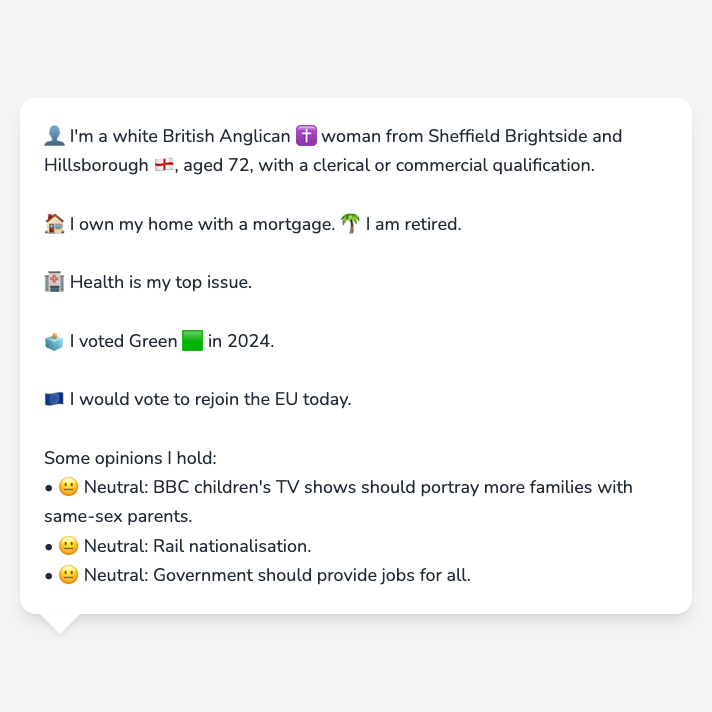 👤 I'm a white British Anglican ✝️ woman from Sheffield Brightside and
Hillsborough 🏴󠁧󠁢󠁥󠁮󠁧󠁿, aged 72, with a clerical or commercial qualification.
🏠 I own my home with a mortgage. 🌴 I am retired.
🏥 Health is my top issue.
🗳️ I voted Green 🟩 in 2024.
🇪🇺 I would vote to rejoin the EU today.
Some opinions I hold:
• 😐 Neutral: BBC children's TV shows should portray more families with
same-sex parents.
• 😐 Neutral: Rail nationalisation.
• 😐 Neutral: Government should provide jobs for all.